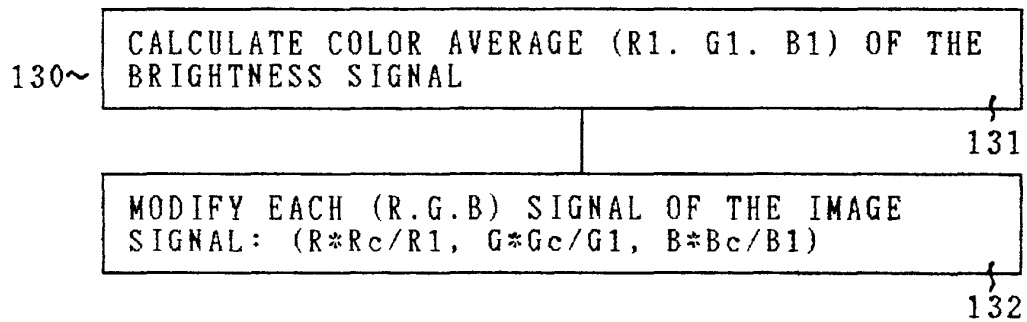 CALCULATE COLOR AVERAGE (R1. G1. B1) OF THE
130~ BRIGHTNESS SIGNAL
131
MODIFY EACH (R.G.B) SIGNAL OF THE IMAGE
SIGNAL: (R*Rc/R1, G*Gc/G1, B*Bc/B1)
132